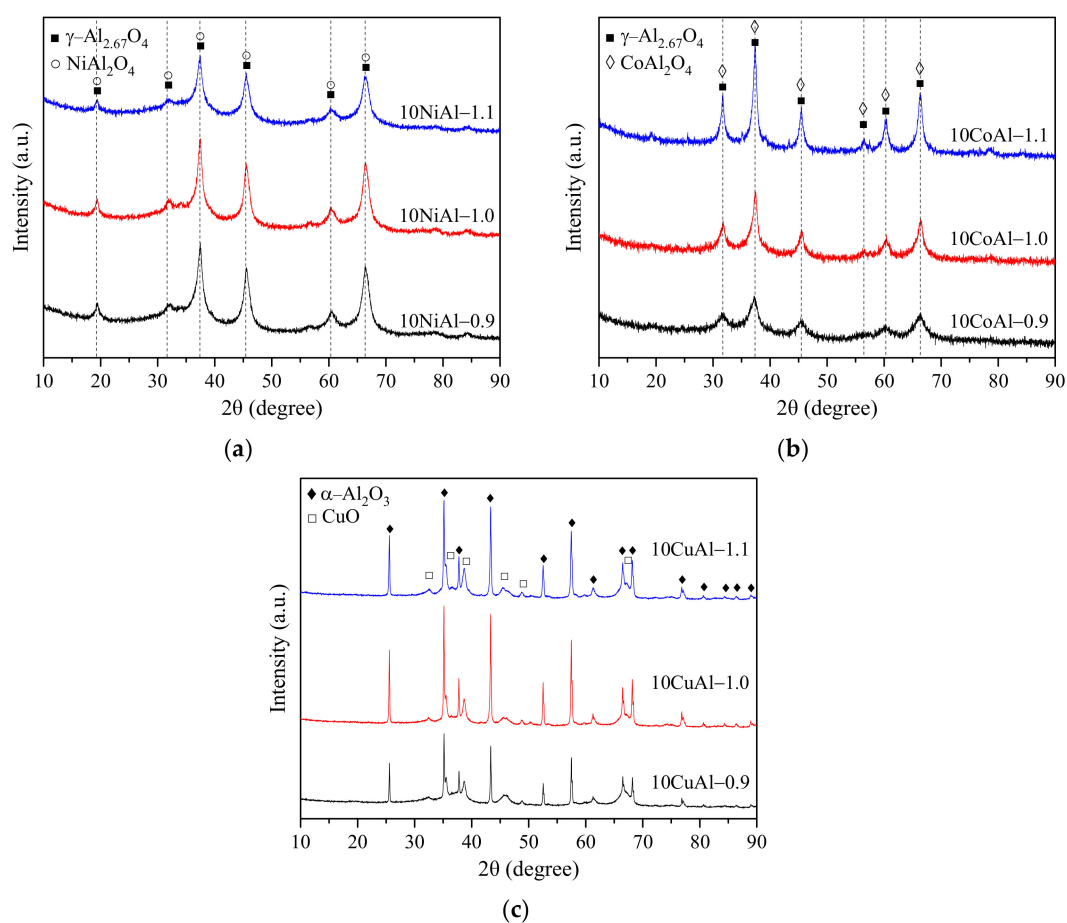 ■ γ–Al2.67O4
○ NiAl2O4
10NiAl–1.1
10NiAl–1.0
10NiAl–0.9
Intensity (a.u.)
10 20 30 40 50 60 70 80 90
2θ (degree)
(a)
■ γ–Al2.67O4
◊ CoAl2O4
10CoAl–1.1
10CoAl–1.0
10CoAl–0.9
Intensity (a.u.)
10 20 30 40 50 60 70 80 90
2θ (degree)
(b)
♦ α–Al2O3
□ CuO
10CuAl–1.1
10CuAl–1.0
10CuAl–0.9
Intensity (a.u.)
10 20 30 40 50 60 70 80 90
2θ (degree)
(c)